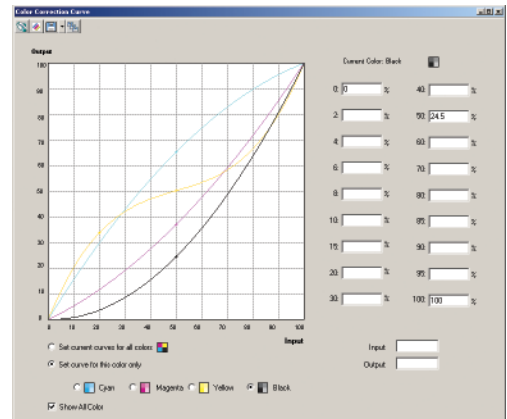 Color Correction Curve
Output
Current Color: Black
100
90
80
70
60
50
40
30
20
10
0
0 10 20 30 40 50 60 70 80 90 100
Input
0: 0 %
2: %
4: %
6: %
8: %
10: %
15: %
20: %
30: %
40: %
50: 24.5 %
60: %
70: %
80: %
85: %
90: %
95: %
100: 100 %
Input
Output
Set current curves for all colors
Set curve for this color only
Cyan Magenta Yellow Black
Show All Color